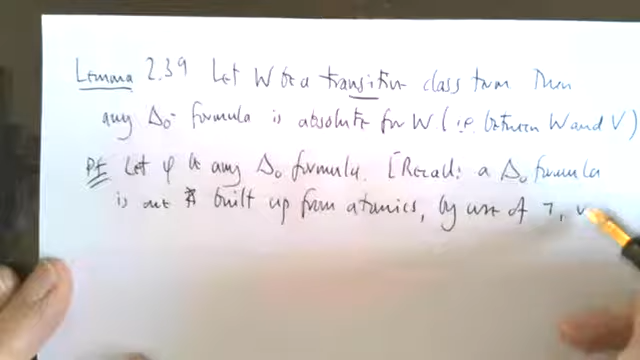 Lemma 2.39 Let W be a transitive class term. Then
any Δ₀-formula is absolute for W (i.e. between W and V)
Pf: Let φ be any Δ₀ formula. [Recall: a Δ₀ formula
is one built up from atomics, by use of ¬, ∨